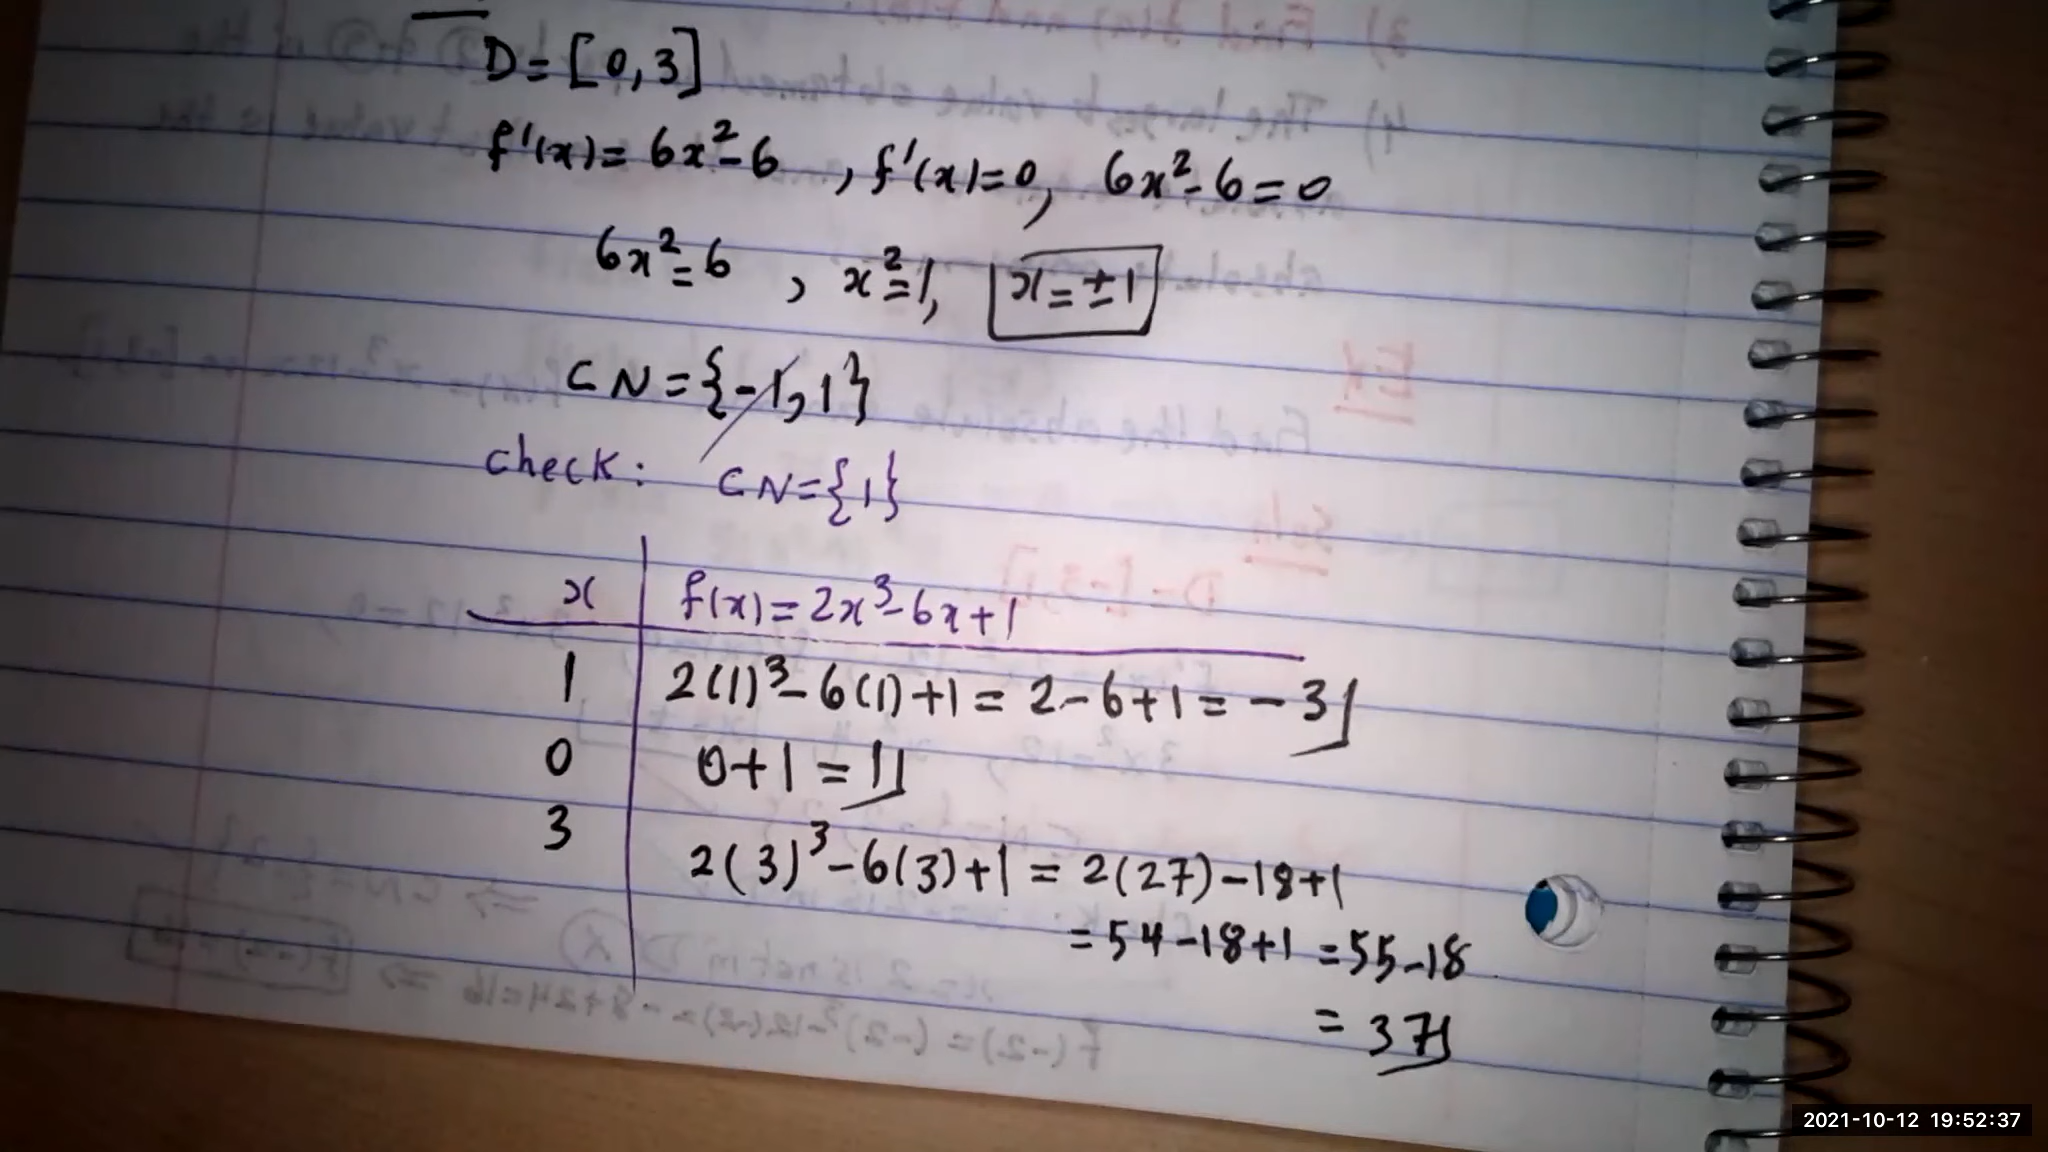 D = [0, 3]
f'(x) = 6x² - 6 , f'(x) = 0, 6x² - 6 = 0
6x² = 6 , x² = 1, x = ±1
CN = {-1, 1}
check: CN = {1}
x | f(x) = 2x³ - 6x + 1
1 | 2(1)³ - 6(1) + 1 = 2 - 6 + 1 = -3
0 | 0 + 1 = 1
3 | 2(3)³ - 6(3) + 1 = 2(27) - 18 + 1
= 54 - 18 + 1 = 55 - 18
= 37
2021-10-12 19:52:37